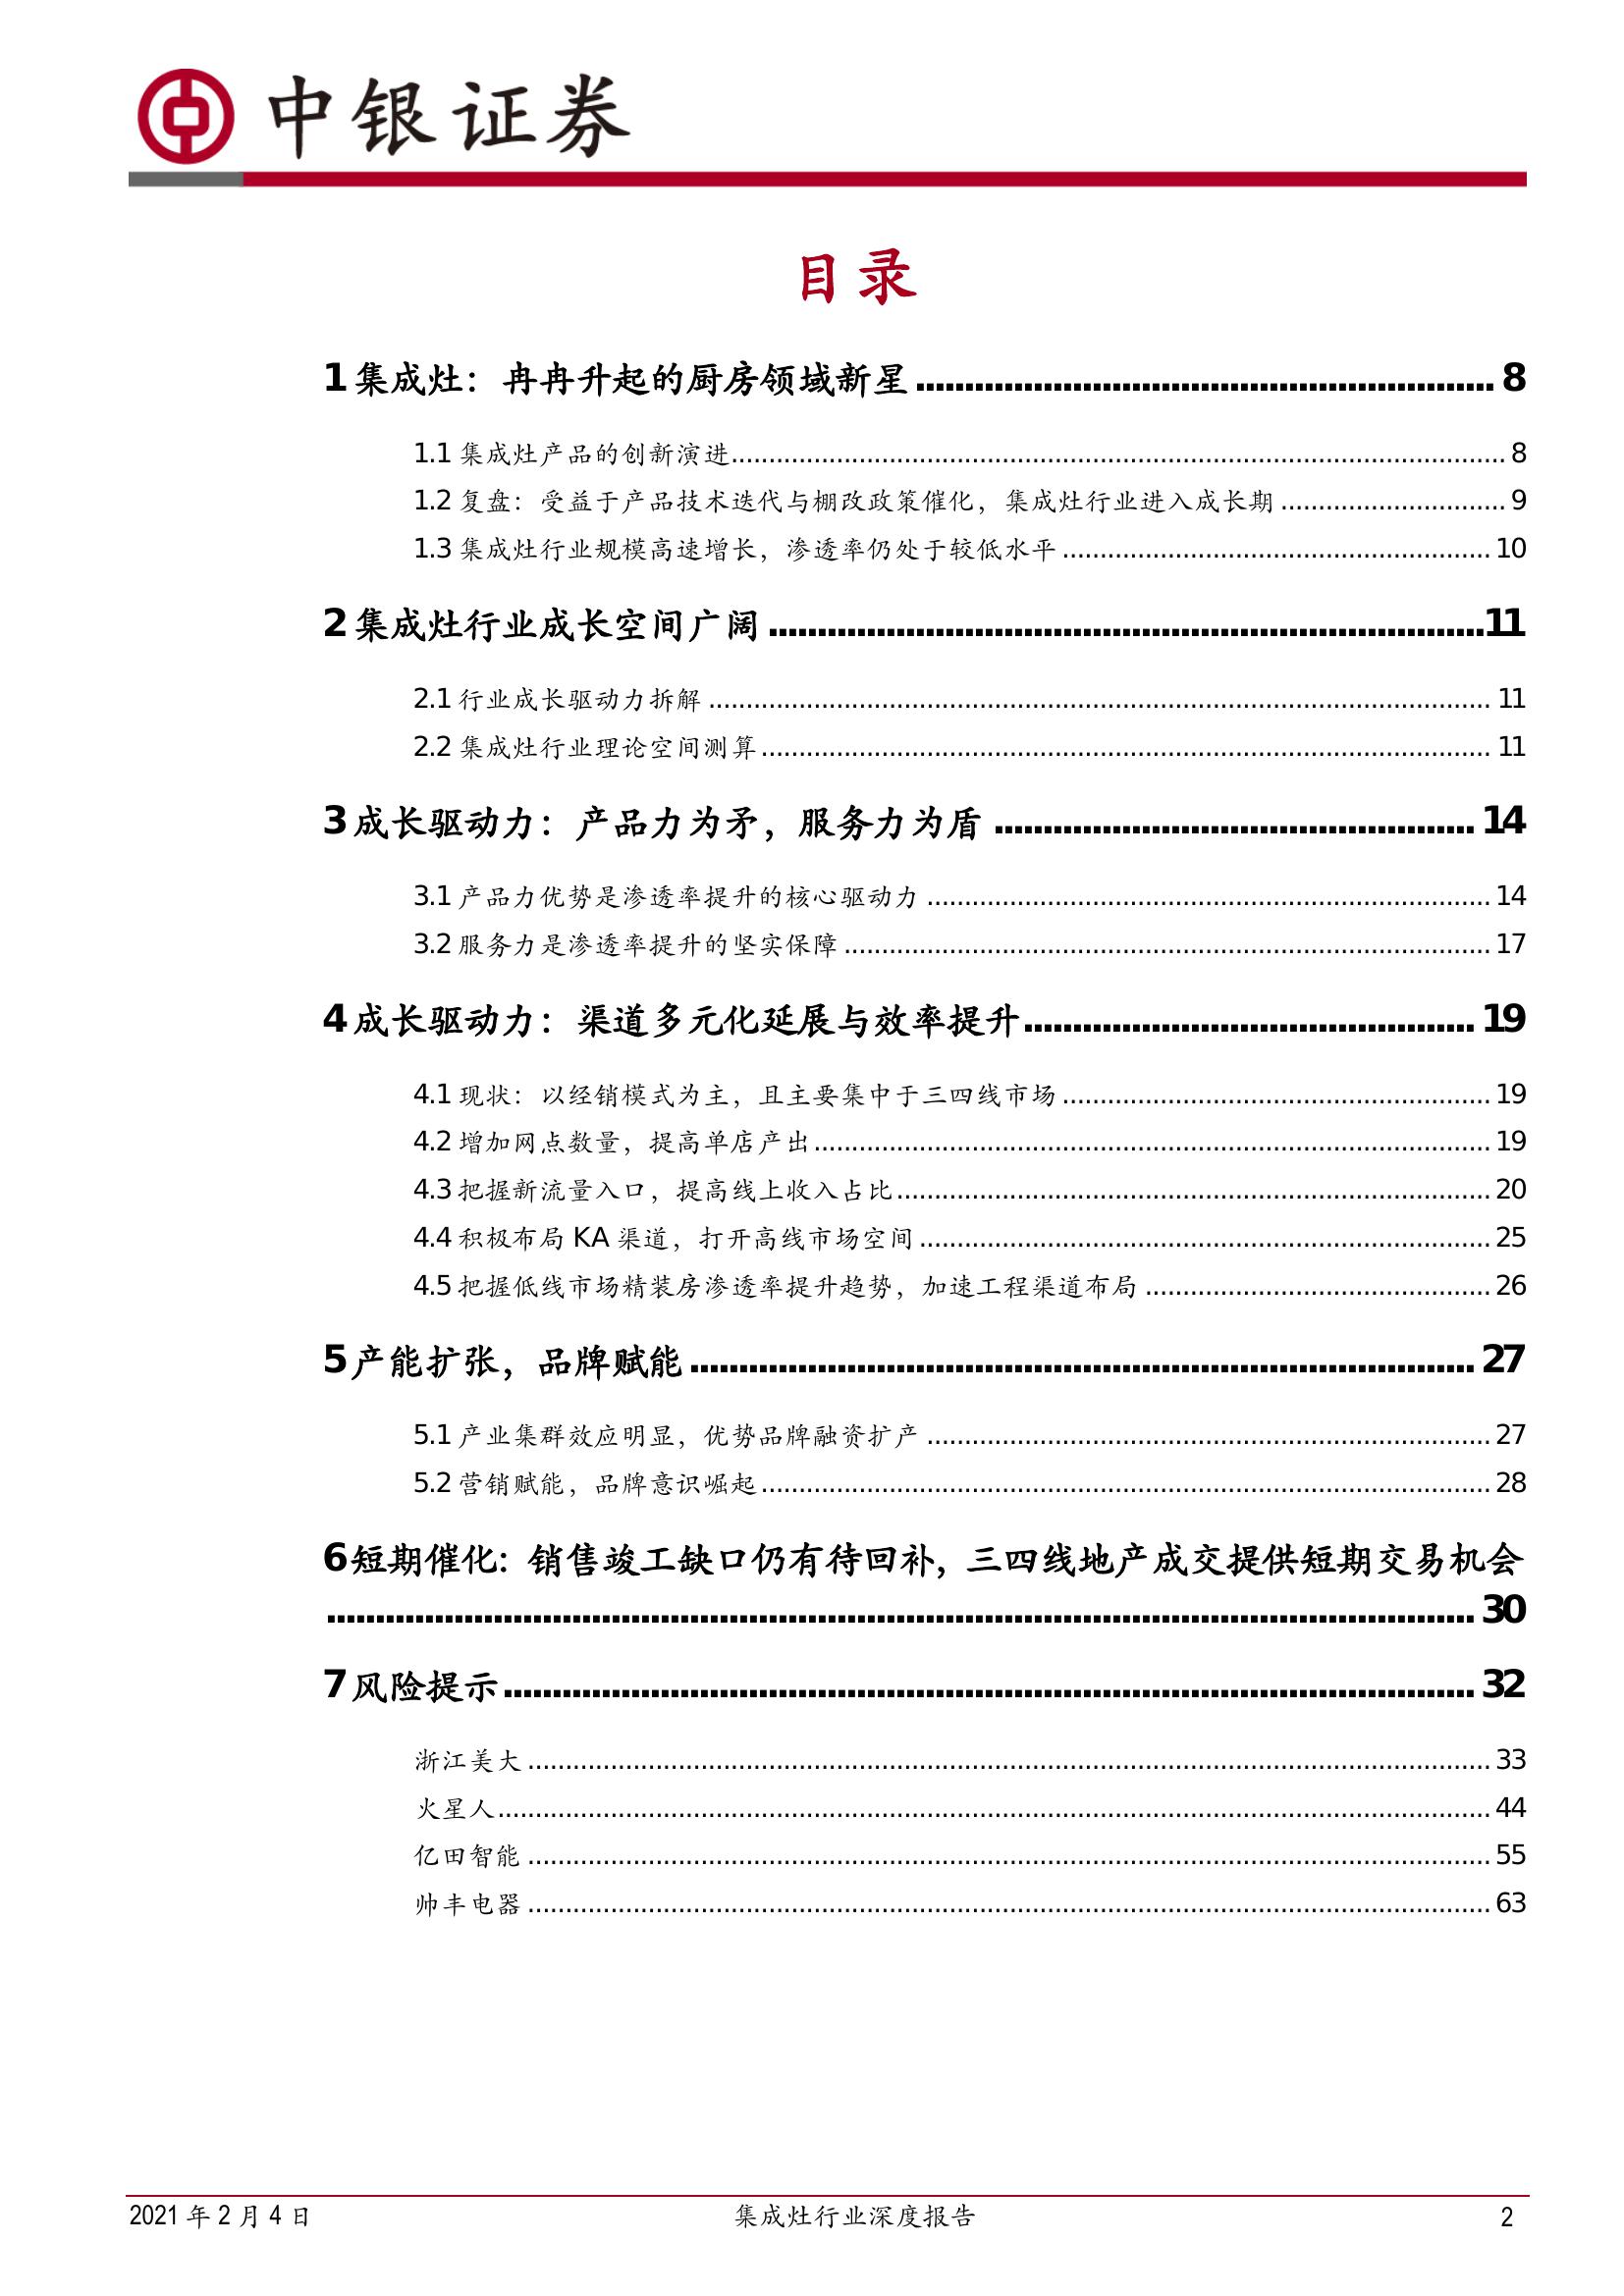 中银证券
目录
1 集成灶：冉冉升起的厨房领域新星 ........ 8
1.1 集成灶产品的创新演进 ........ 8
1.2 复盘：受益于产品技术迭代与棚改政策催化，集成灶行业进入成长期 ........ 9
1.3 集成灶行业规模高速增长，渗透率仍处于较低水平 ........ 10
2 集成灶行业成长空间广阔 ........ 11
2.1 行业成长驱动力拆解 ........ 11
2.2 集成灶行业理论空间测算 ........ 11
3 成长驱动力：产品力为矛，服务力为盾 ........ 14
3.1 产品力优势是渗透率提升的核心驱动力 ........ 14
3.2 服务力是渗透率提升的坚实保障 ........ 17
4 成长驱动力：渠道多元化延展与效率提升 ........ 19
4.1 现状：以经销模式为主，且主要集中于三四线市场 ........ 19
4.2 增加网点数量，提高单店产出 ........ 19
4.3 把握新流量入口，提高线上收入占比 ........ 20
4.4 积极布局 KA 渠道，打开高线市场空间 ........ 25
4.5 把握低线市场精装房渗透率提升趋势，加速工程渠道布局 ........ 26
5 产能扩张，品牌赋能 ........ 27
5.1 产业集群效应明显，优势品牌融资扩产 ........ 27
5.2 营销赋能，品牌意识崛起 ........ 28
6 短期催化：销售竣工缺口仍有待回补，三四线地产成交提供短期交易机会
........ 30
7 风险提示 ........ 32
浙江美大 ........ 33
火星人 ........ 44
亿田智能 ........ 55
帅丰电器 ........ 63
2021 年 2 月 4 日 集成灶行业深度报告 2